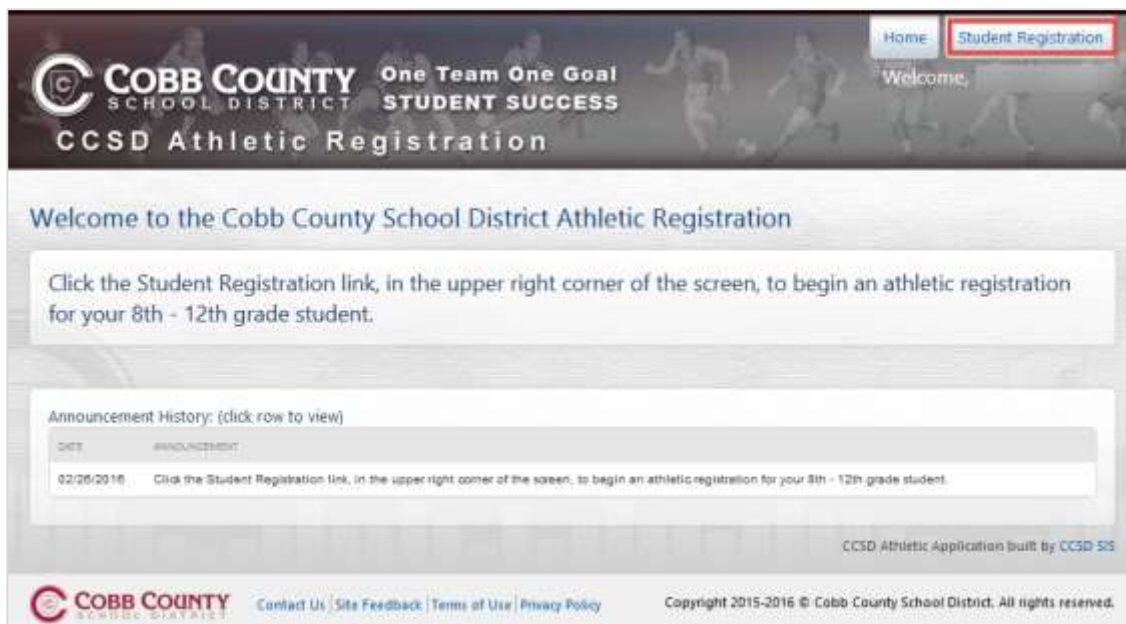 Home Student Registration
Welcome,
COBB COUNTY One Team One Goal
SCHOOL DISTRICT STUDENT SUCCESS
CCSD Athletic Registration
Welcome to the Cobb County School District Athletic Registration
Click the Student Registration link, in the upper right corner of the screen, to begin an athletic registration
for your 8th - 12th grade student.
Announcement History: (click row to view)
DATE ANNOUNCEMENT
02/26/2016 Click the Student Registration link, in the upper right corner of the screen, to begin an athletic registration for your 8th - 12th grade student.
CCSD Athletic Application built by CCSD SIS
COBB COUNTY Contact Us | Site Feedback | Terms of Use | Privacy Policy Copyright 2015-2016 © Cobb County School District. All rights reserved.
SCHOOL DISTRICT